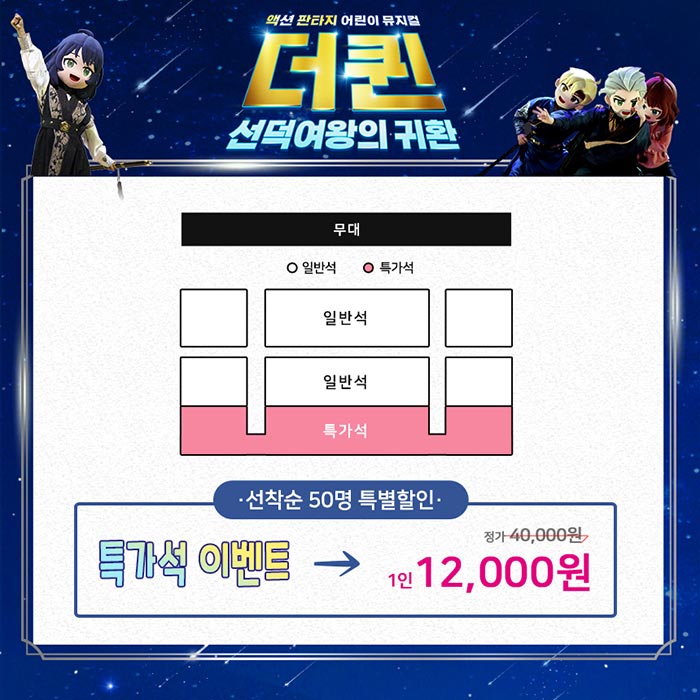 액션 판타지 어린이 뮤지컬
더 퀸
선덕여왕의 귀환
무대
일반석 특가석
일반석
일반석
특가석
·선착순 50명 특별할인·
특가석 이벤트
정가 40,000원
1인 12,000원